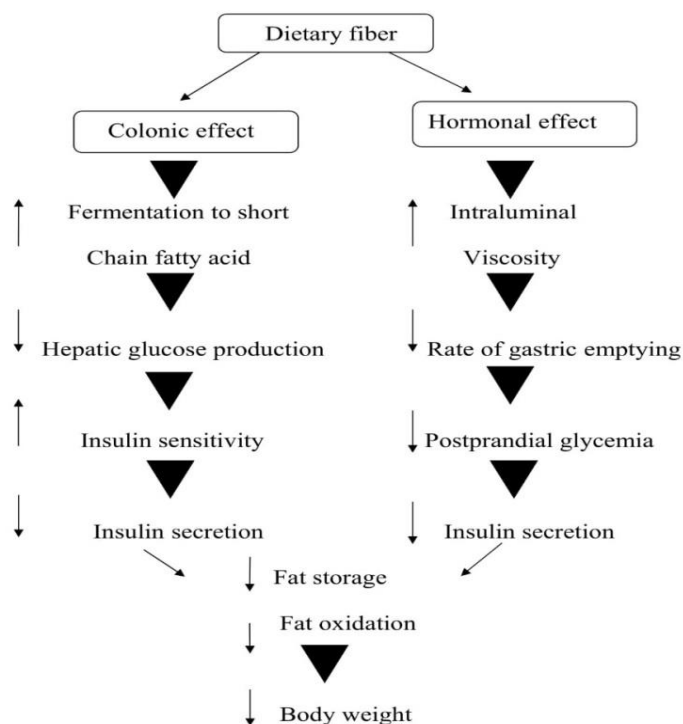 Dietary fiber
Colonic effect
Hormonal effect
Fermentation to short
Intraluminal
Chain fatty acid
Viscosity
Hepatic glucose production
Rate of gastric emptying
Insulin sensitivity
Postprandial glycemia
Insulin secretion
Insulin secretion
Fat storage
Fat oxidation
Body weight